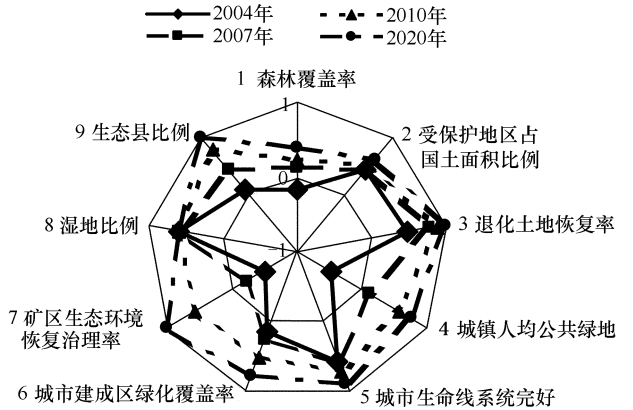 2004年
2010年
2007年
2020年
1 森林覆盖率
1
9 生态县比例
2 受保护地区占
国土面积比例
0
8 湿地比例
3 退化土地恢复率
-1
7 矿区生态环境
恢复治理率
4 城镇人均公共绿地
6 城市建成区绿化覆盖率
5 城市生命线系统完好